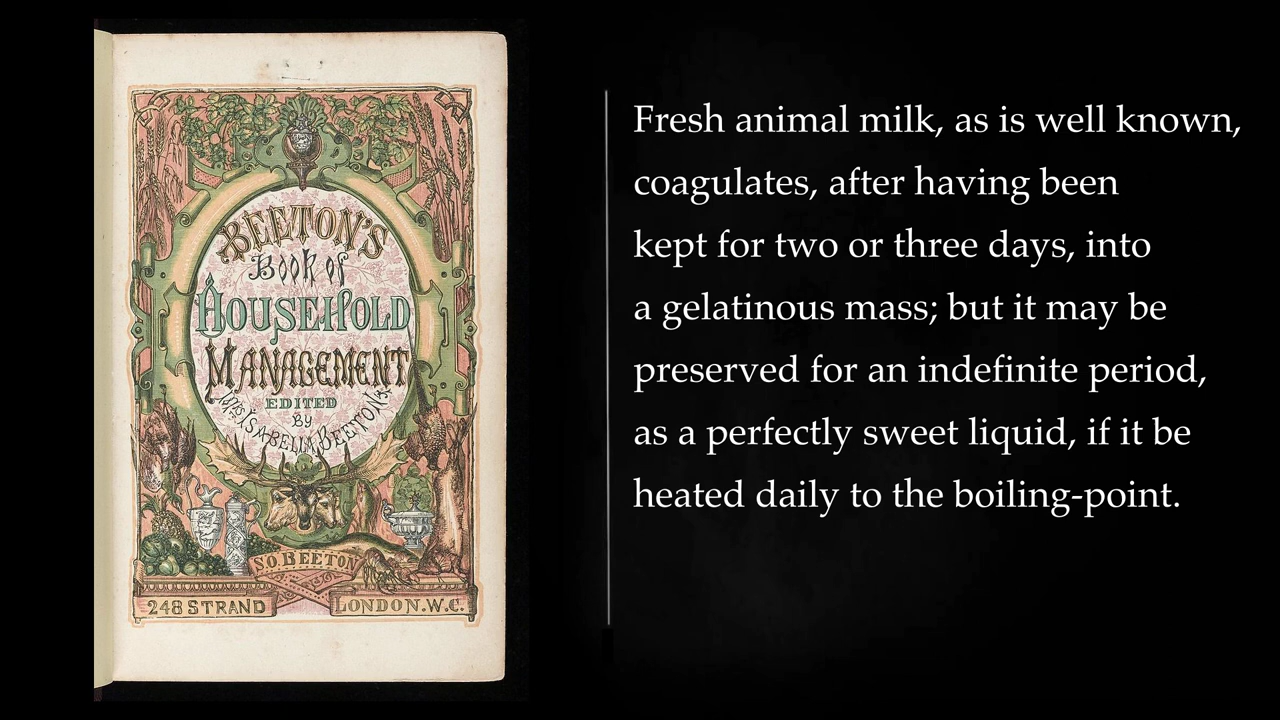 BEETON'S
Book of
HOUSEHOLD
MANAGEMENT
EDITED
BY
MRS ISABELLA BEETON.
S.O. BEETON
248 STRAND
LONDON. W.C.
Fresh animal milk, as is well known,
coagulates, after having been
kept for two or three days, into
a gelatinous mass; but it may be
preserved for an indefinite period,
as a perfectly sweet liquid, if it be
heated daily to the boiling-point.